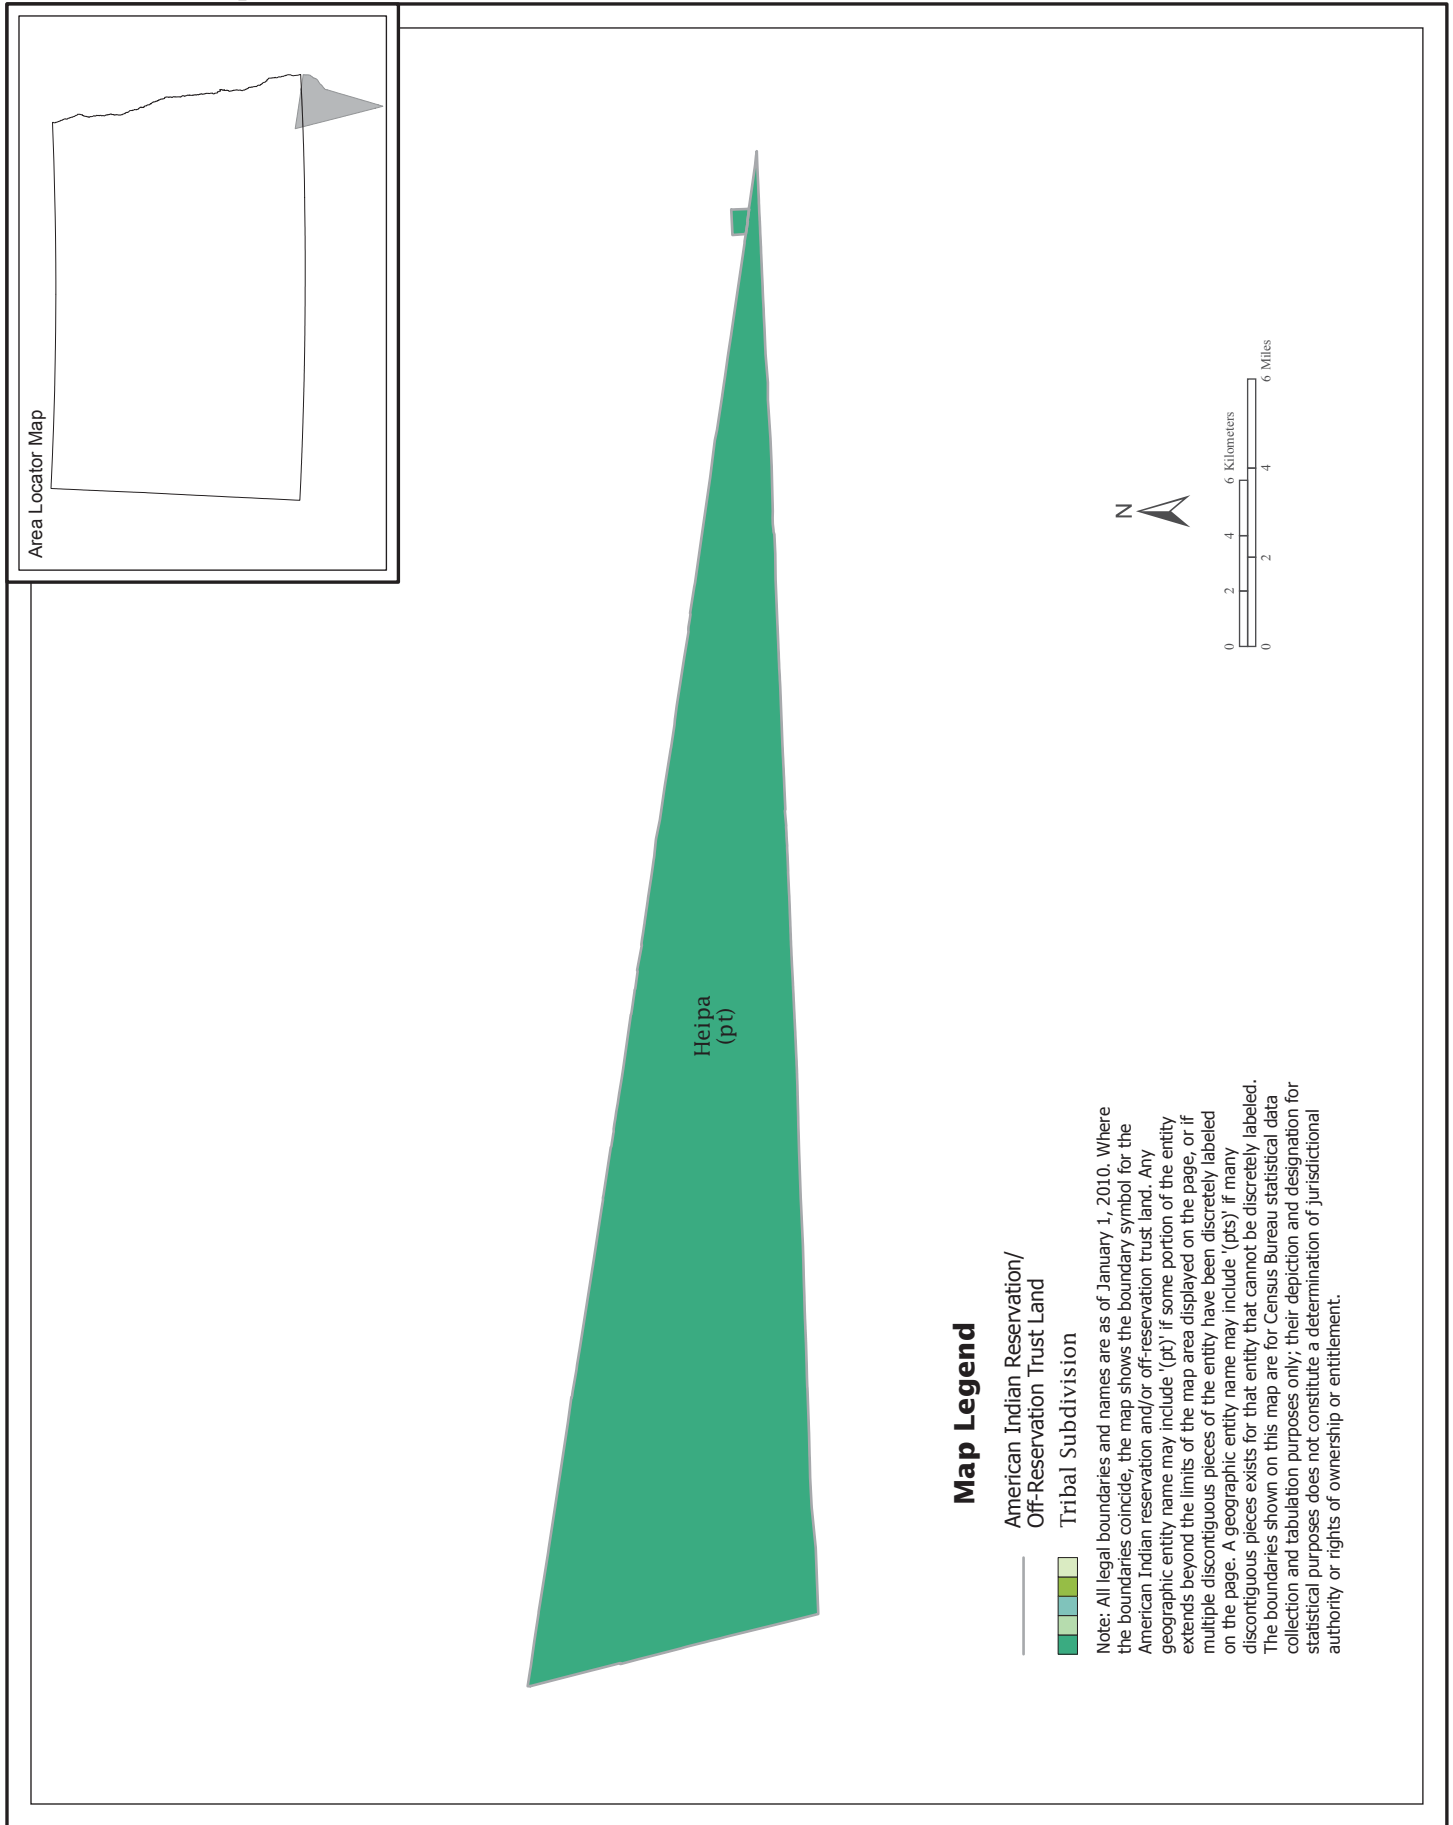 Area Locator Map
Heipa
(pt)
N
0 2 4 6 Kilometers
0 2 4 6 Miles
Map Legend
American Indian Reservation/
Off-Reservation Trust Land
Tribal Subdivision
Note: All legal boundaries and names are as of January 1, 2010. Where
the boundaries coincide, the map shows the boundary symbol for the
American Indian reservation and/or off-reservation trust land. Any
geographic entity name may include '(pt)' if some portion of the entity
extends beyond the limits of the map area displayed on the page, or if
multiple discontiguous pieces of the entity have been discretely labeled
on the page. A geographic entity name may include '(pts)' if many
discontiguous pieces exists for that entity that cannot be discretely labeled.
The boundaries shown on this map are for Census Bureau statistical data
collection and tabulation purposes only; their depiction and designation for
statistical purposes does not constitute a determination of jurisdictional
authority or rights of ownership or entitlement.